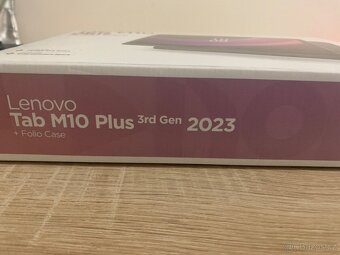 Lenovo
Tab M10 Plus 3rd Gen 2023
+ Folio Case